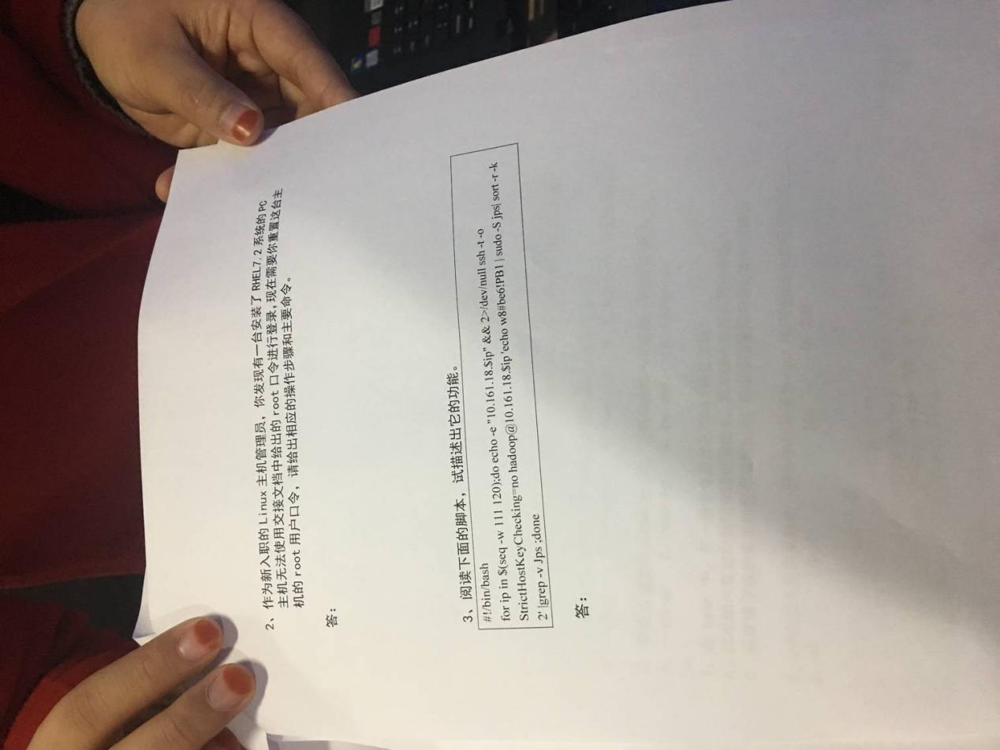 2、作为新入职的 Linux 主机管理员，你发现有一台安装了 RHEL7.2 系统的 PC
主机无法使用交接文档中给出的 root 口令进行登录,现在需要你重置这台主
机的 root 用户口令，请给出相应的操作步骤和主要命令。
答：
3、阅读下面的脚本，试描述出它的功能。
#!/bin/bash
for ip in $(seq -w 111 120);do echo -e "10.161.18.$ip" && 2>/dev/null ssh -t -o
StrictHostKeyChecking=no hadoop@10.161.18.$ip 'echo w8#be6!PB1 | sudo -S jps| sort -r -k
2' |grep -v Jps ;done
答：